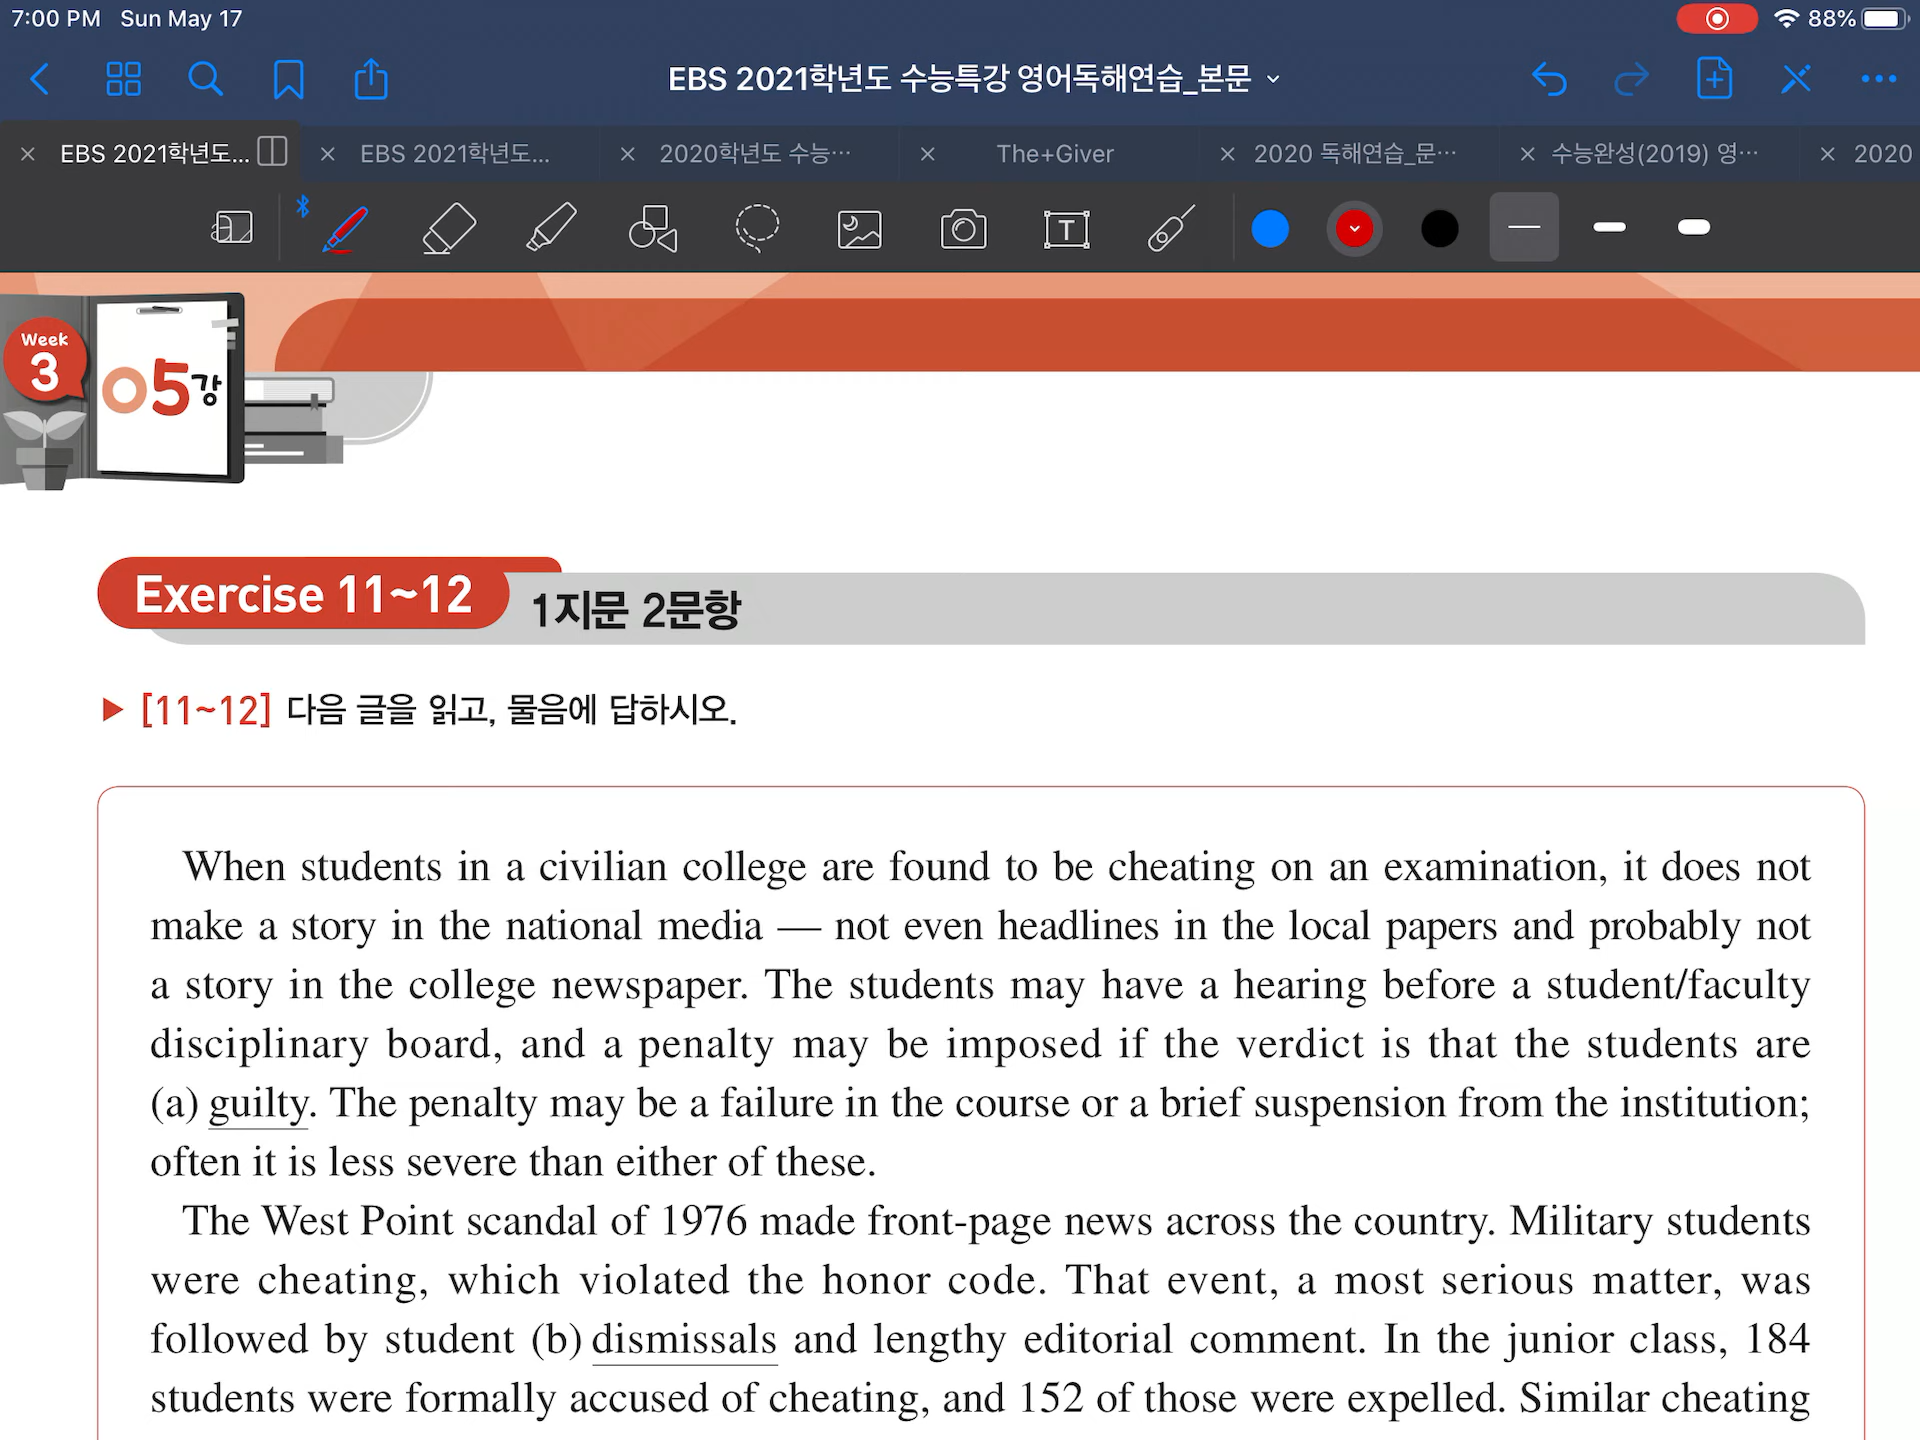 7:00 PM Sun May 17
88%
EBS 2021학년도 수능특강 영어독해연습_본문
EBS 2021학년도...
EBS 2021학년도...
2020학년도 수능…
The+Giver
2020 독해연습_문…
수능완성(2019) 영…
2020
T
Week
3
05강
Exercise 11~12
1지문 2문항
▶ [11~12] 다음 글을 읽고, 물음에 답하시오.
When students in a civilian college are found to be cheating on an examination, it does not
make a story in the national media — not even headlines in the local papers and probably not
a story in the college newspaper. The students may have a hearing before a student/faculty
disciplinary board, and a penalty may be imposed if the verdict is that the students are
(a) guilty. The penalty may be a failure in the course or a brief suspension from the institution;
often it is less severe than either of these.
The West Point scandal of 1976 made front-page news across the country. Military students
were cheating, which violated the honor code. That event, a most serious matter, was
followed by student (b) dismissals and lengthy editorial comment. In the junior class, 184
students were formally accused of cheating, and 152 of those were expelled. Similar cheating